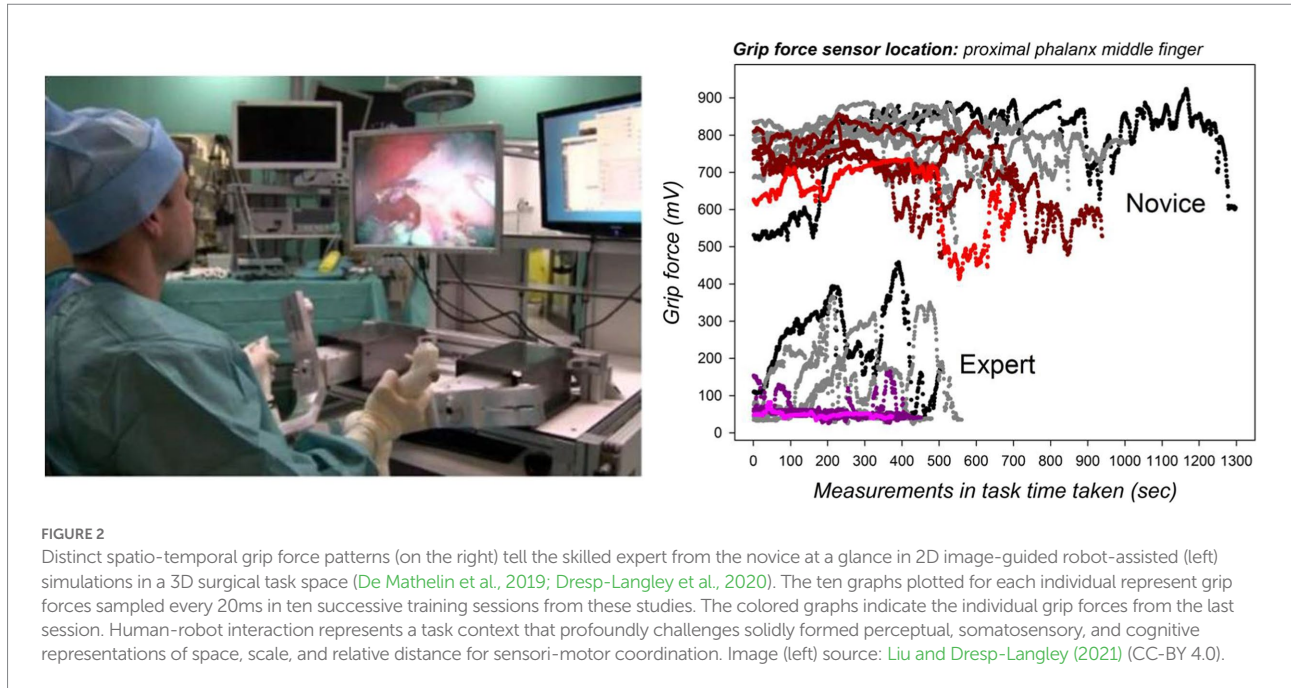 Grip force sensor location: proximal phalanx middle finger
Grip force (mV)
900
800
700
600
500
400
300
200
100
0
Novice
Expert
0 100 200 300 400 500 600 700 800 900 1000 1100 1200 1300
Measurements in task time taken (sec)
FIGURE 2
Distinct spatio-temporal grip force patterns (on the right) tell the skilled expert from the novice at a glance in 2D image-guided robot-assisted (left)
simulations in a 3D surgical task space (De Mathelin et al., 2019; Dresp-Langley et al., 2020). The ten graphs plotted for each individual represent grip
forces sampled every 20ms in ten successive training sessions from these studies. The colored graphs indicate the individual grip forces from the last
session. Human-robot interaction represents a task context that profoundly challenges solidly formed perceptual, somatosensory, and cognitive
representations of space, scale, and relative distance for sensori-motor coordination. Image (left) source: Liu and Dresp-Langley (2021) (CC-BY 4.0).